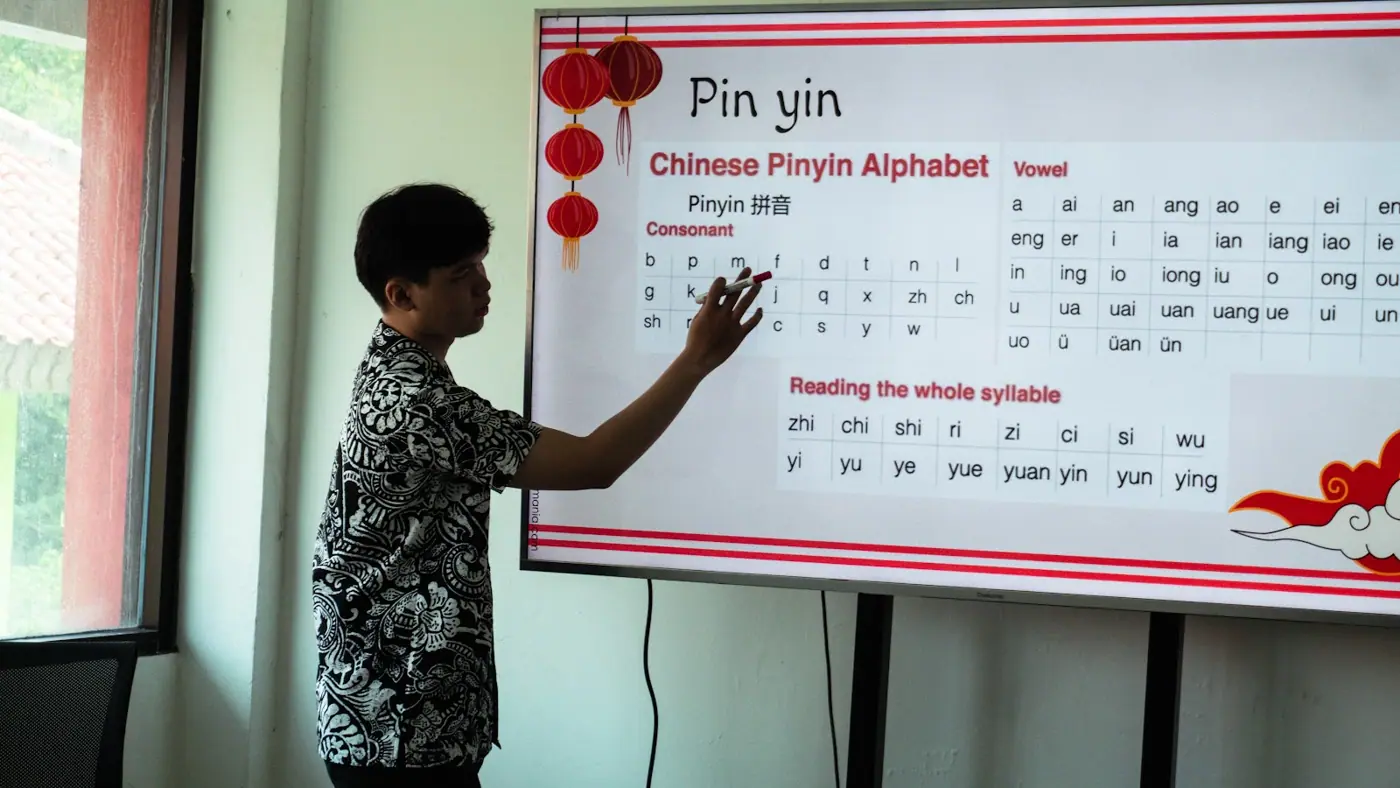 Pin yin
Chinese Pinyin Alphabet
Pinyin 拼音
Consonant
b p m f d t n l
g k j q x zh ch
sh c s y w
Vowel
a ai an ang ao e ei en
eng er i ia ian iang iao ie
in ing io iong iu o ong ou
u ua uai uan uang ue ui un
uo ü üan ün
Reading the whole syllable
zhi chi shi ri zi ci si wu
yi yu ye yue yuan yin yun ying